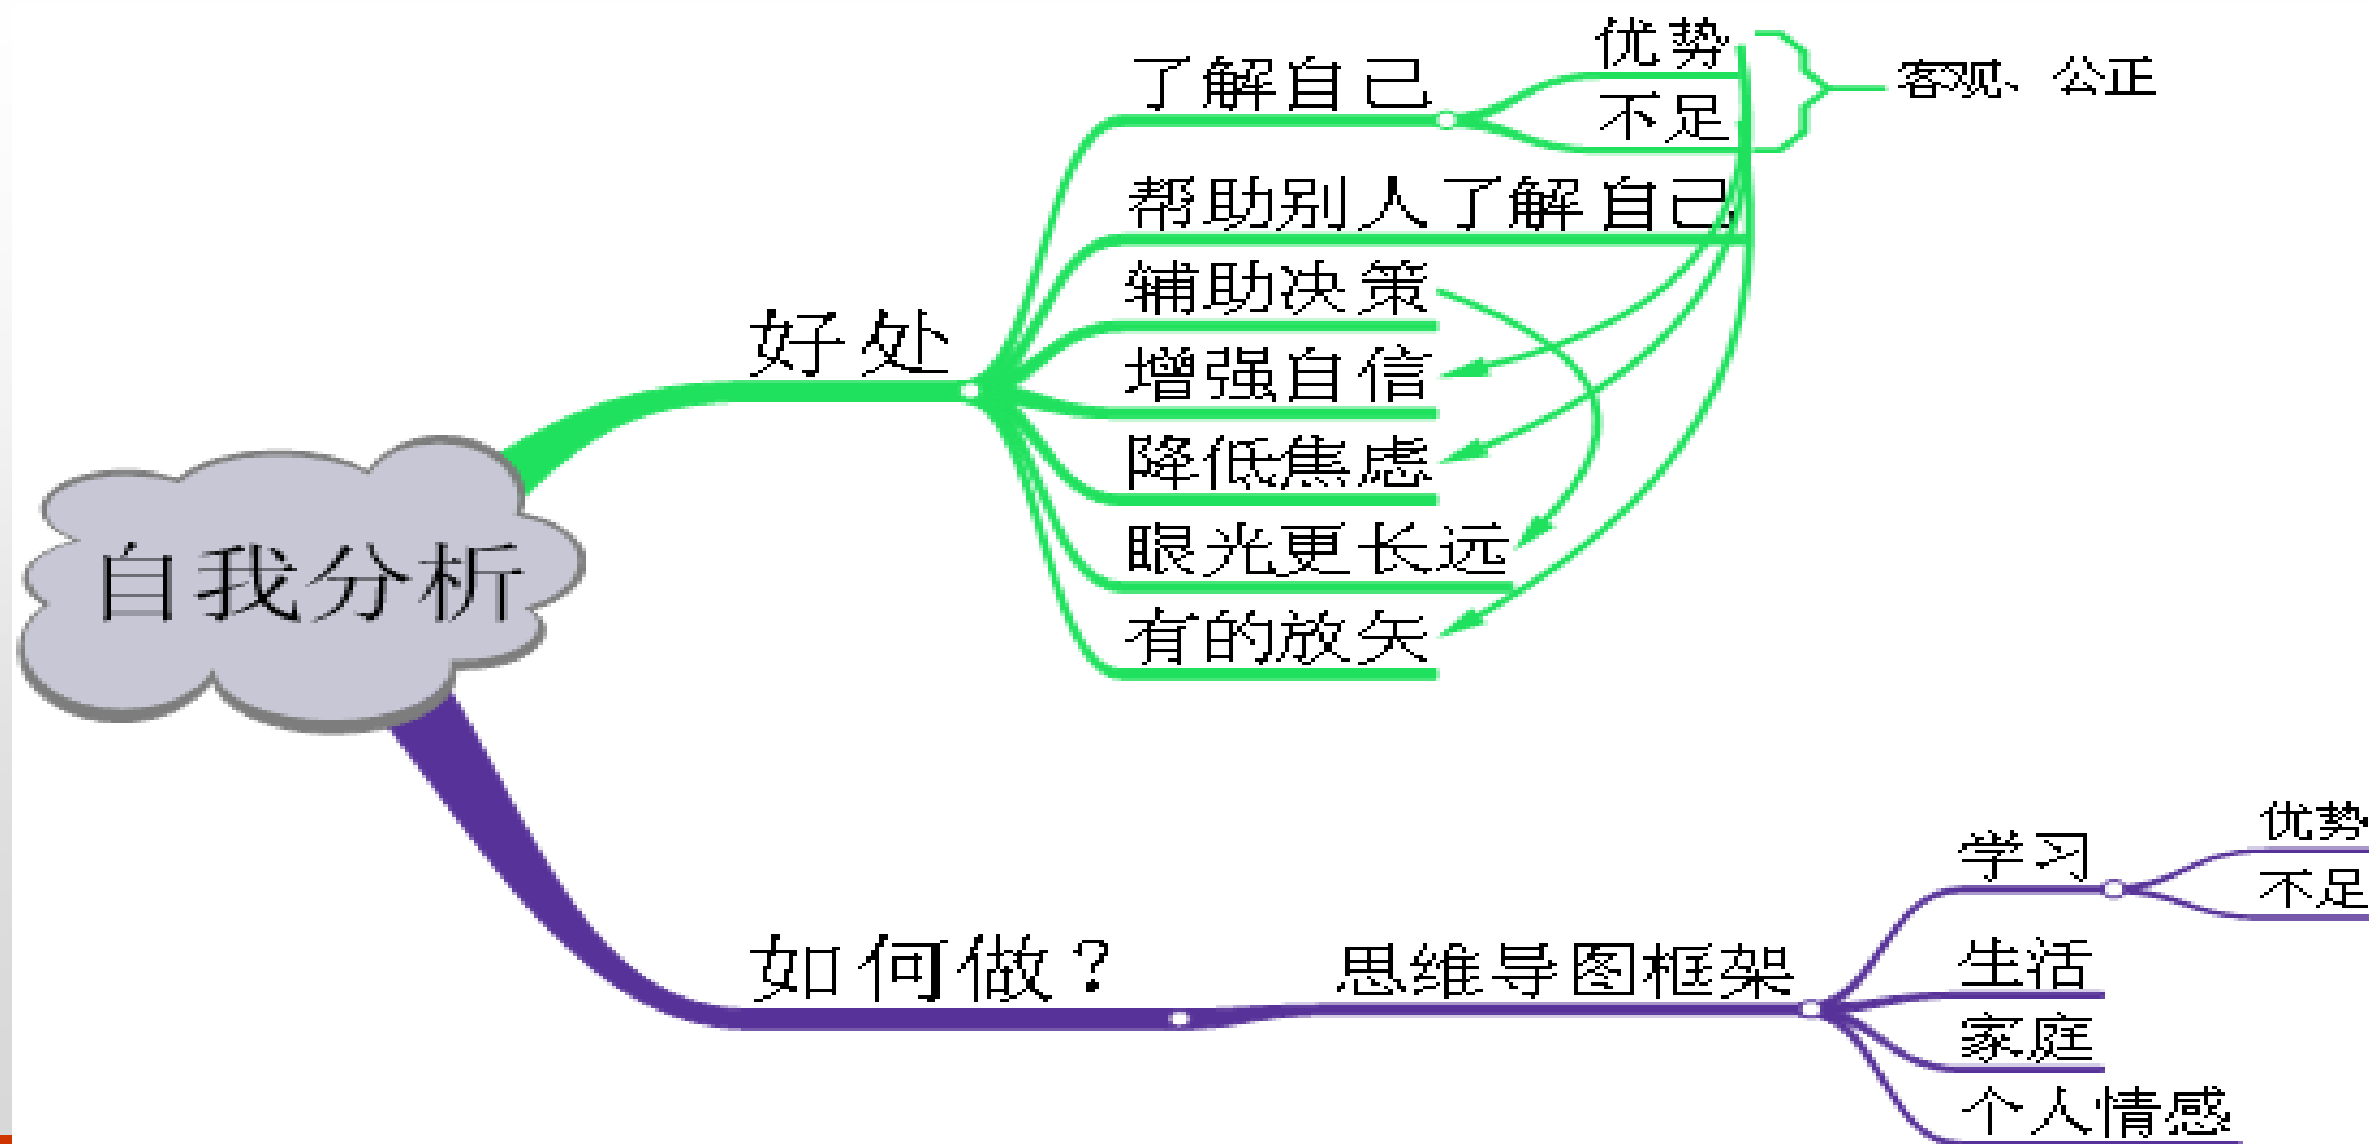 自我分析
好处
了解自己
优势
不足
客观、公正
帮助别人了解自己
辅助决策
增强自信
降低焦虑
眼光更长远
有的放矢
如何做？
思维导图框架
学习
优势
不足
生活
家庭
个人情感